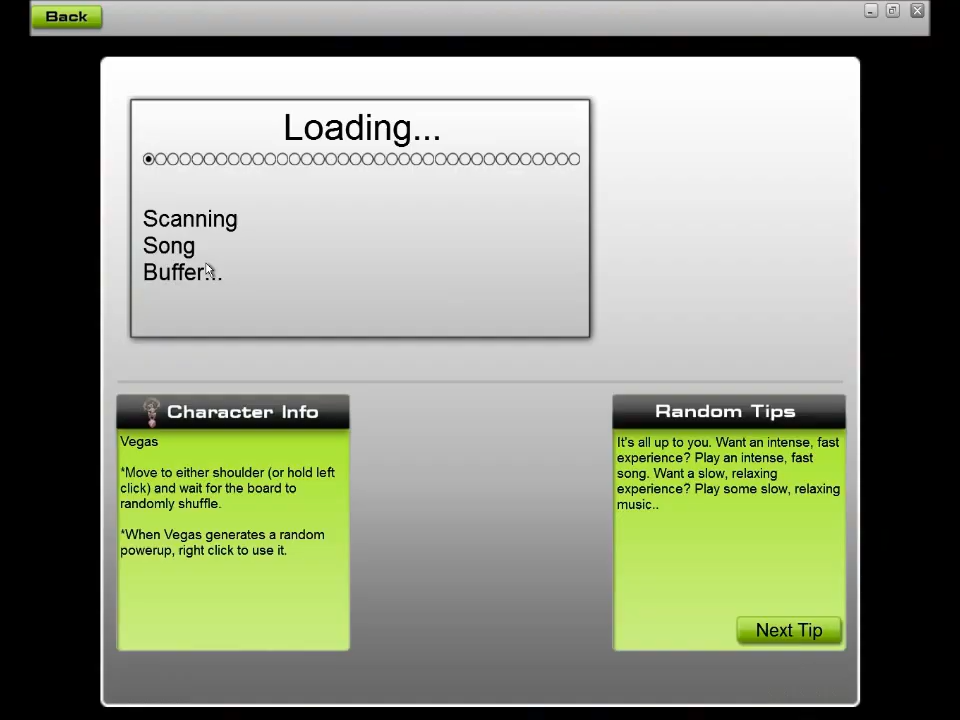 Back
Loading...
Scanning
Song
Buffer...
Character Info
Vegas
*Move to either shoulder (or hold left
click) and wait for the board to
randomly shuffle.
*When Vegas generates a random
powerup, right click to use it.
Random Tips
It's all up to you. Want an intense, fast
experience? Play an intense, fast
song. Want a slow, relaxing
experience? Play some slow, relaxing
music..
Next Tip